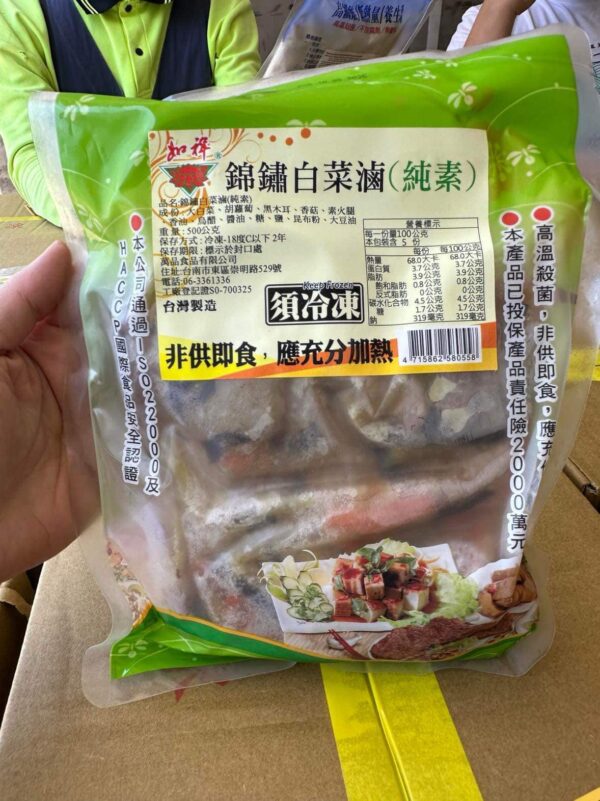 如祥
錦鏽白菜滷(純素)
品名:錦鏽白菜滷(純素)
成份:大白菜、胡蘿蔔、黑木耳、香菇、素火腿
、香油、烏醋、醬油、糖、鹽、昆布粉、大豆油
重量:500公克
保存方式:冷凍-18度C以下 2年
保存期限:標示於封口處
萬品食品有限公司
住址:台南市東區崇明路529號
電話:06-3361336
工廠登記證S0-700325
台灣製造
Keep Frozen
須冷凍
營養標示
每一份量100公克
本包裝含 5 份
每份 每100公克
熱量 68.0大卡 68.0大卡
蛋白質 3.7公克 3.7公克
脂肪 3.9公克 3.9公克
飽和脂肪 0.8公克 0.8公克
反式脂肪 0公克 0公克
碳水化合物 4.5公克 4.5公克
糖 1.7公克 1.7公克
鈉 319毫克 319毫克
非供即食,應充分加熱
4 715862 580558
本公司通過ISO22000及
HACCP國際食品安全認證
高溫殺菌,非供即食,應充
本產品已投保產品責任險2000萬元